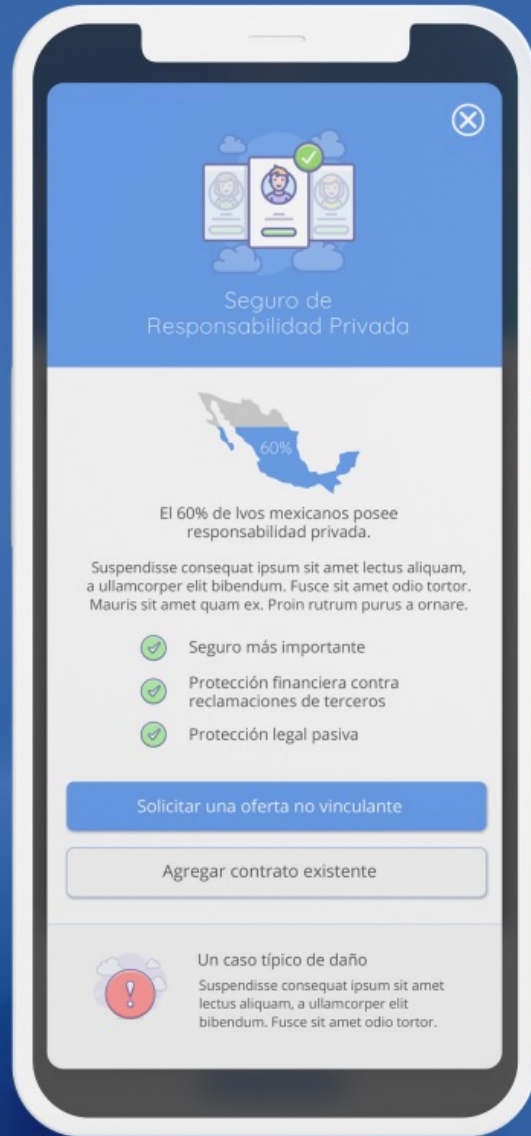 Seguro de
Responsabilidad Privada
60%
El 60% de lvos mexicanos posee
responsabilidad privada.
Suspendisse consequat ipsum sit amet lectus aliquam,
a ullamcorper elit bibendum. Fusce sit amet odio tortor.
Mauris sit amet quam ex. Proin rutrum purus a ornare.
Seguro más importante
Protección financiera contra
reclamaciones de terceros
Protección legal pasiva
Solicitar una oferta no vinculante
Agregar contrato existente
Un caso típico de daño
Suspendisse consequat ipsum sit amet
lectus aliquam, a ullamcorper elit
bibendum. Fusce sit amet odio tortor.